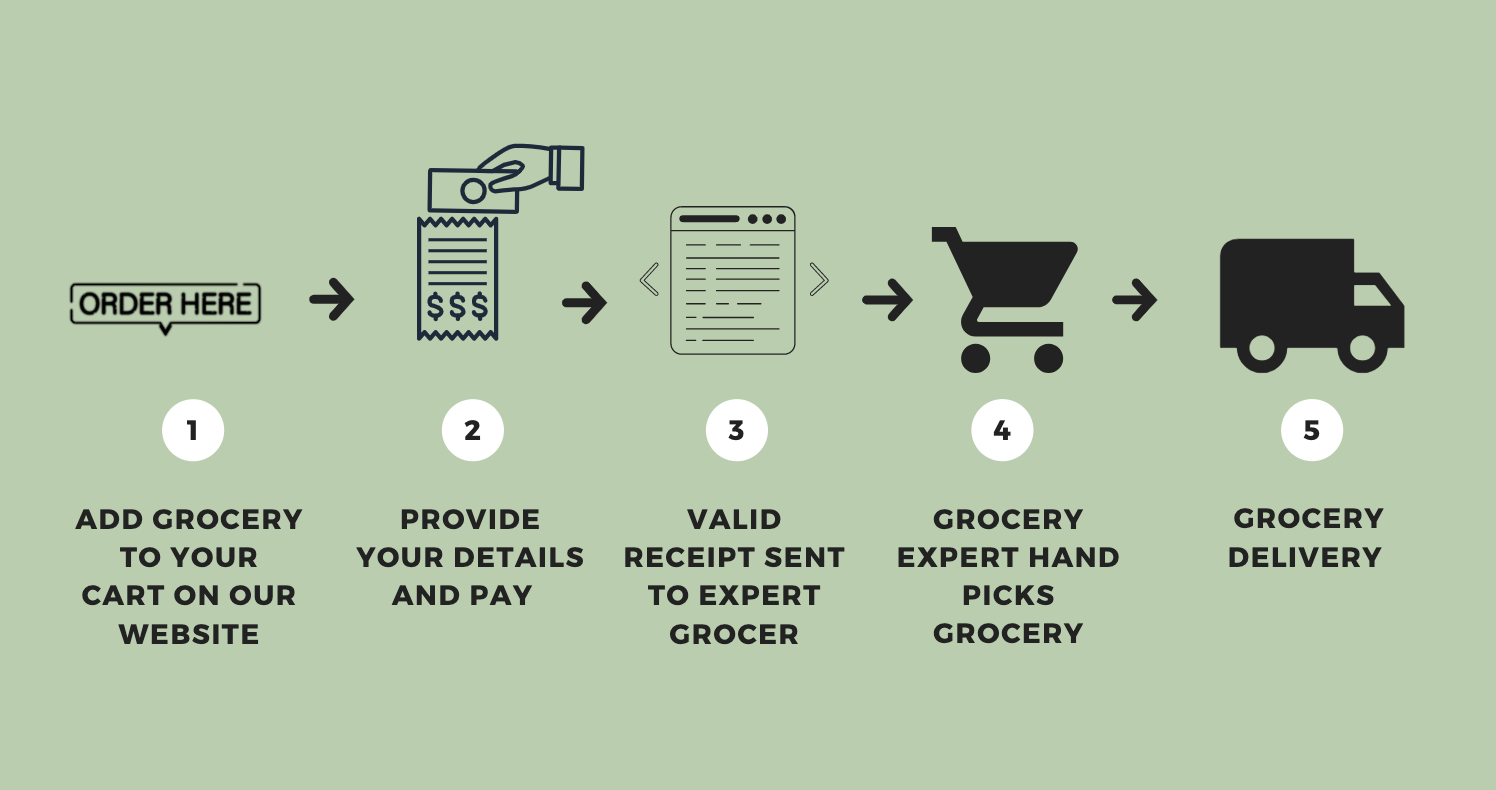 ORDER HERE
$$$
1
ADD GROCERY
TO YOUR
CART ON OUR
WEBSITE
2
PROVIDE
YOUR DETAILS
AND PAY
3
VALID
RECEIPT SENT
TO EXPERT
GROCER
4
GROCERY
EXPERT HAND
PICKS
GROCERY
5
GROCERY
DELIVERY